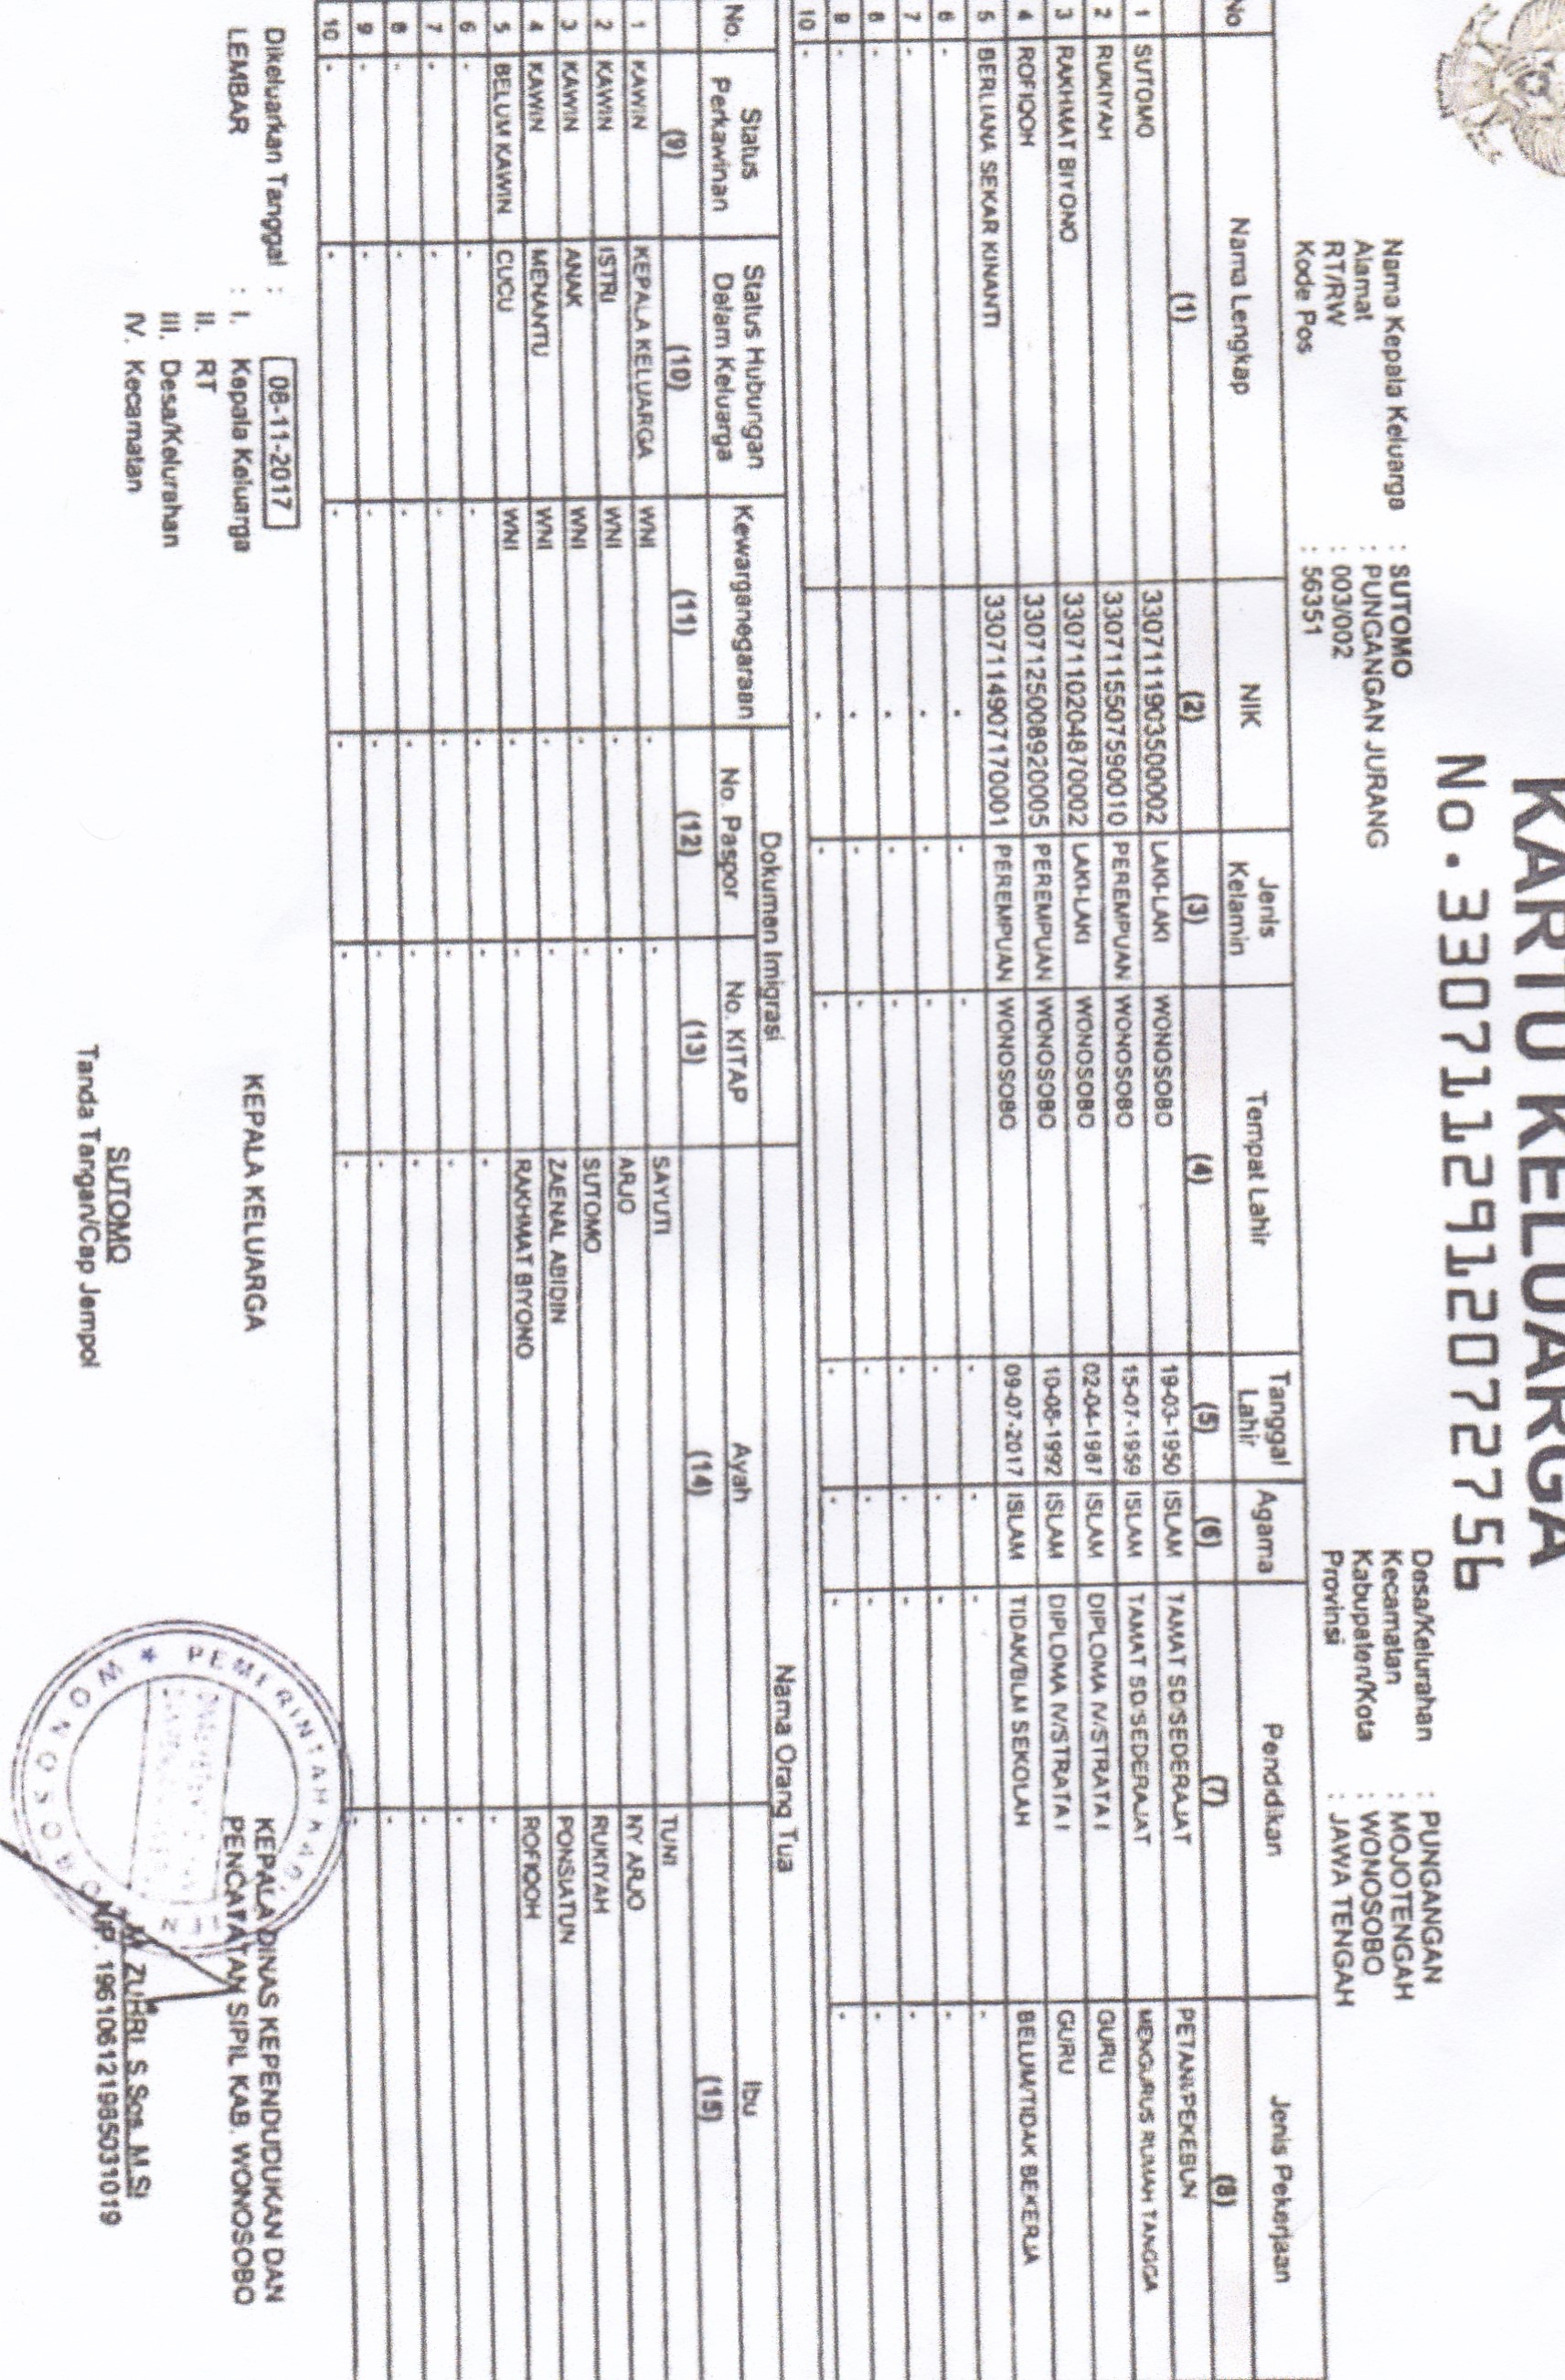 KARTU KELUARGA
No.3307112912072756
Nama Kepala Keluarga : SUTOMO
Alamat : PUNGANGAN JURANG
RT/RW : 003/002
Kode Pos : 56351
Desa/Kelurahan : PUNGANGAN
Kecamatan : MOJOTENGAH
Kabupaten/Kota : WONOSOBO
Provinsi : JAWA TENGAH
No Nama Lengkap NIK Jenis Kelamin Tempat Lahir Tanggal Lahir Agama Pendidikan Jenis Pekerjaan
(1) (2) (3) (4) (5) (6) (7) (8)
1 SUTOMO 3307111903500002 LAKI-LAKI WONOSOBO 19-03-1950 ISLAM TAMAT SD/SEDERAJAT PETANI/PEKEBUN
2 RUKIYAH 3307115507590010 PEREMPUAN WONOSOBO 15-07-1959 ISLAM TAMAT SD/SEDERAJAT MENGURUS RUMAH TANGGA
3 RAKHMAT BIYONO 3307110204870002 LAKI-LAKI WONOSOBO 02-04-1987 ISLAM DIPLOMA IV/STRATA I GURU
4 ROFIQOH 3307125008920005 PEREMPUAN WONOSOBO 10-08-1992 ISLAM DIPLOMA IV/STRATA I GURU
5 BERLIANA SEKAR KINANTI 3307114907170001 PEREMPUAN WONOSOBO 09-07-2017 ISLAM TIDAK/BLM SEKOLAH BELUM/TIDAK BEKERJA
6 - - - - - - - -
7 - - - - - - - -
8 - - - - - - - -
9 - - - - - - - -
10 - - - - - - - -
No. Status Perkawinan Status Hubungan Dalam Keluarga Kewarganegaraan Dokumen Imigrasi Nama Orang Tua
No. Paspor No. KITAP Ayah Ibu
(9) (10) (11) (12) (13) (14) (15)
1 KAWIN KEPALA KELUARGA WNI - - SAYUTI TUNI
2 KAWIN ISTRI WNI - - ARJO NY ARJO
3 KAWIN ANAK WNI - - SUTOMO RUKIYAH
4 KAWIN MENANTU WNI - - ZAENAL ABIDIN PONSIATUN
5 BELUM KAWIN CUCU WNI - - RAKHMAT BIYONO ROFIQOH
6 - - - - - - -
7 - - - - - - -
8 - - - - - - -
9 - - - - - - -
10 - - - - - - -
Dikeluarkan Tanggal : 08-11-2017
LEMBAR : I. Kepala Keluarga
II. RT
III. Desa/Kelurahan
IV. Kecamatan
KEPALA KELUARGA
SUTOMO
Tanda Tangan/Cap Jempol
KEPALA DINAS KEPENDUDUKAN DAN
PENCATATAN SIPIL KAB. WONOSOBO
M. ZUHRI. S.Sos. M.SI
NIP. 196106121985031019
PEMERINTAH KABUPATEN
WONOSOBO